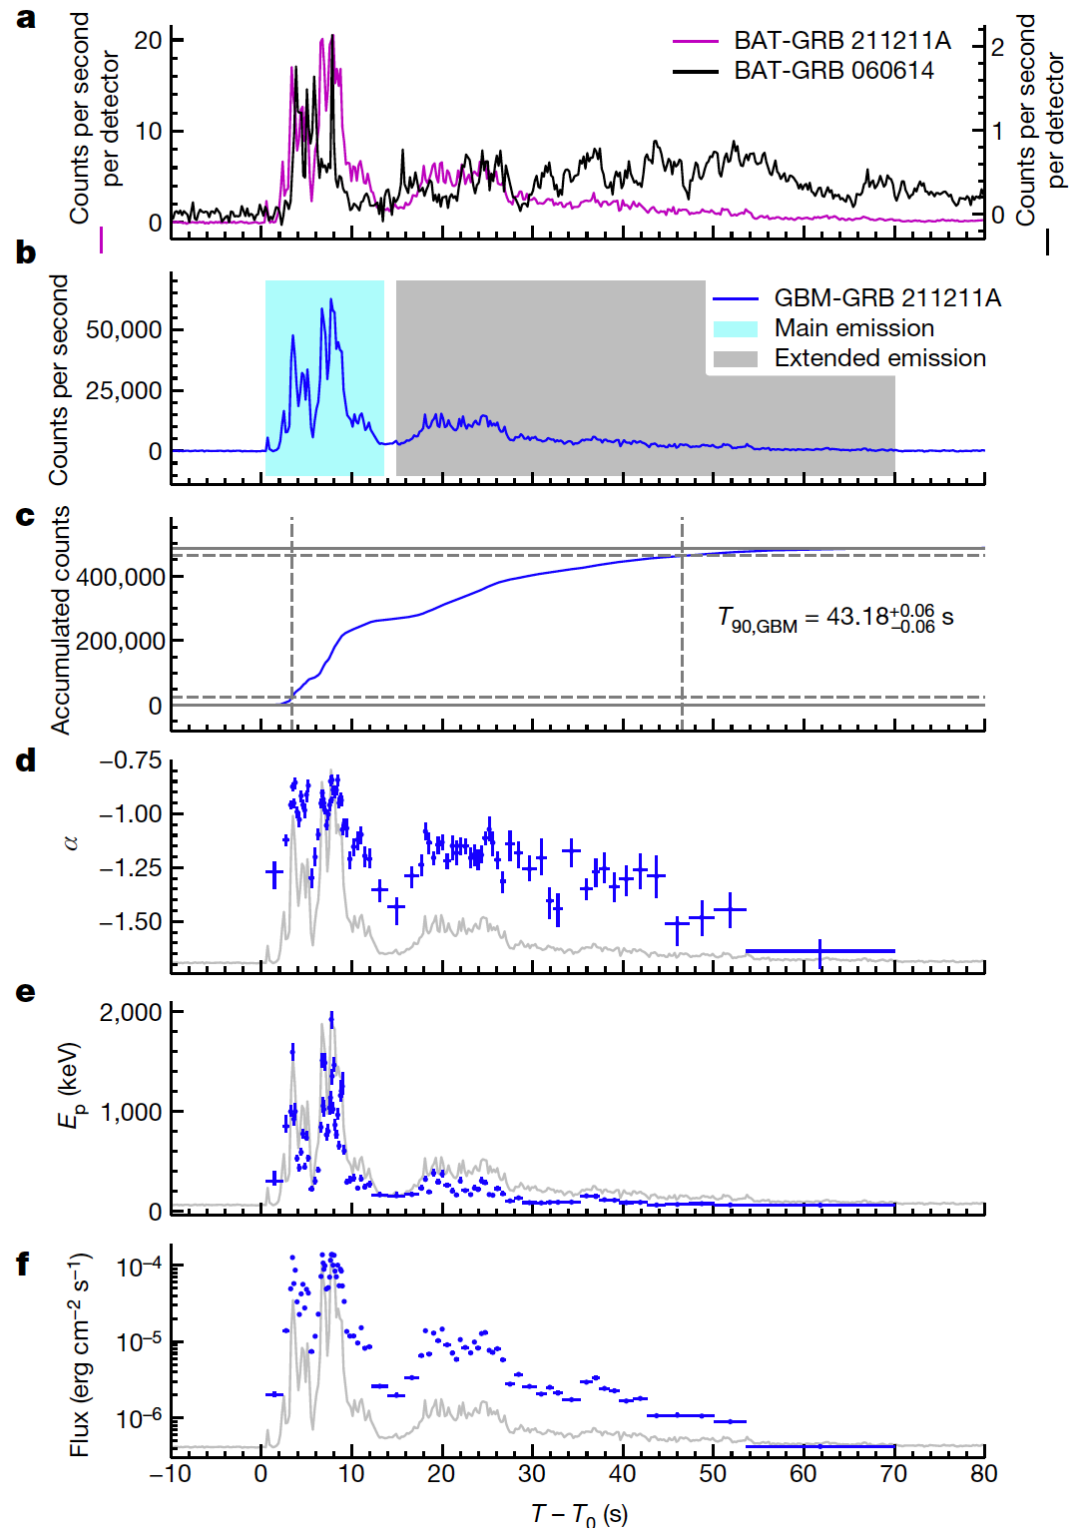 a
20
10
0
Counts per second
per detector
BAT-GRB 211211A
BAT-GRB 060614
2
1
0
Counts per second
per detector
b
50,000
25,000
0
Counts per second
GBM-GRB 211211A
Main emission
Extended emission
c
400,000
200,000
0
Accumulated counts
T90,GBM = 43.18 +0.06 −0.06 s
d
−0.75
−1.00
−1.25
−1.50
α
e
2,000
1,000
0
Ep (keV)
f
10−4
10−5
10−6
Flux (erg cm−2 s−1)
−10 0 10 20 30 40 50 60 70 80
T − T0 (s)